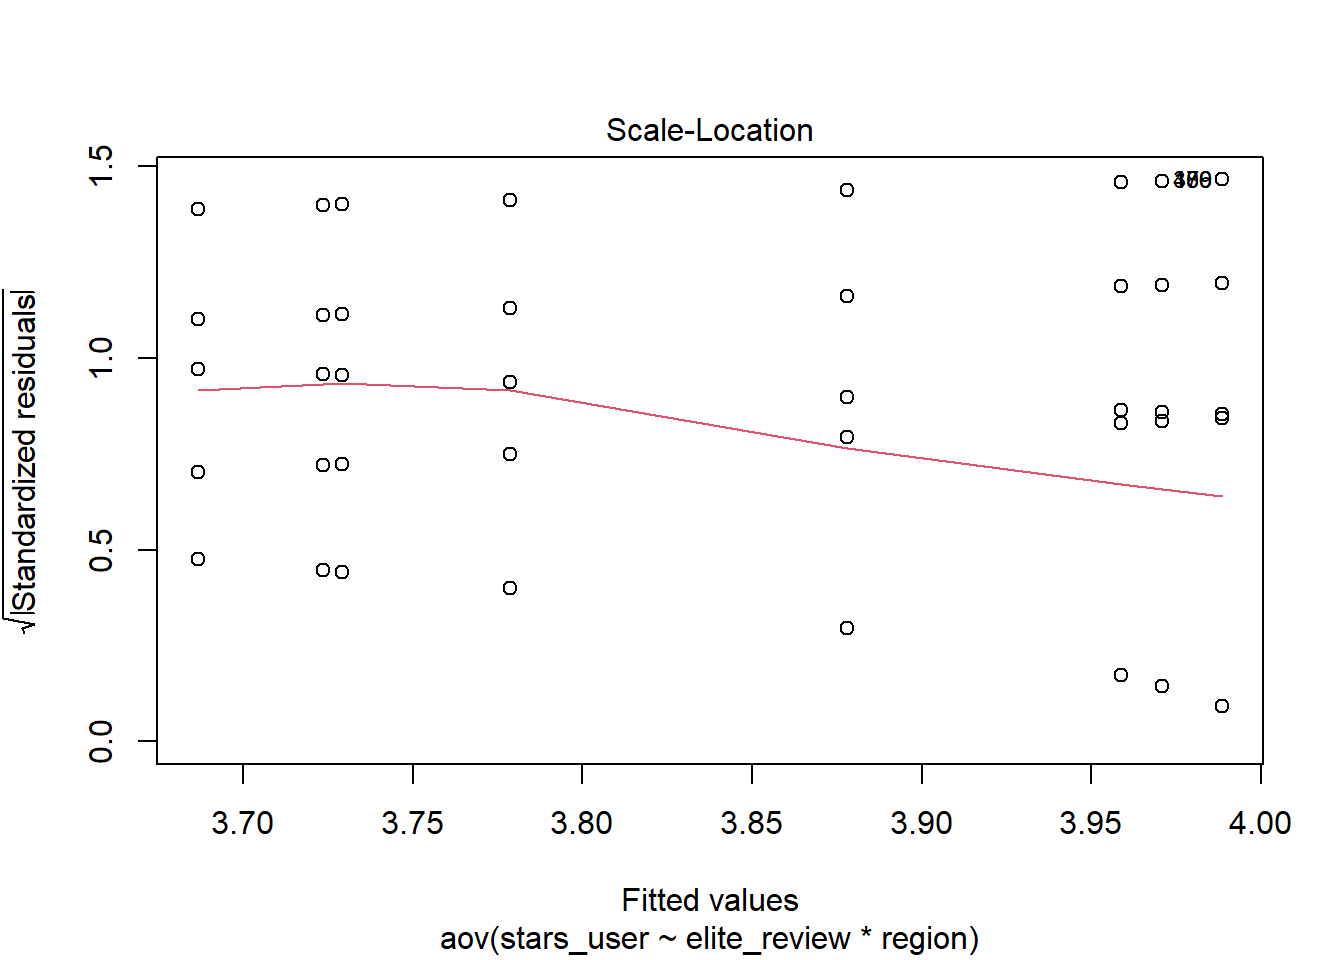 Scale-Location
√|Standardized residuals|
1.5
1.0
0.5
0.0
3.70 3.75 3.80 3.85 3.90 3.95 4.00
Fitted values
aov(stars_user ~ elite_review * region)